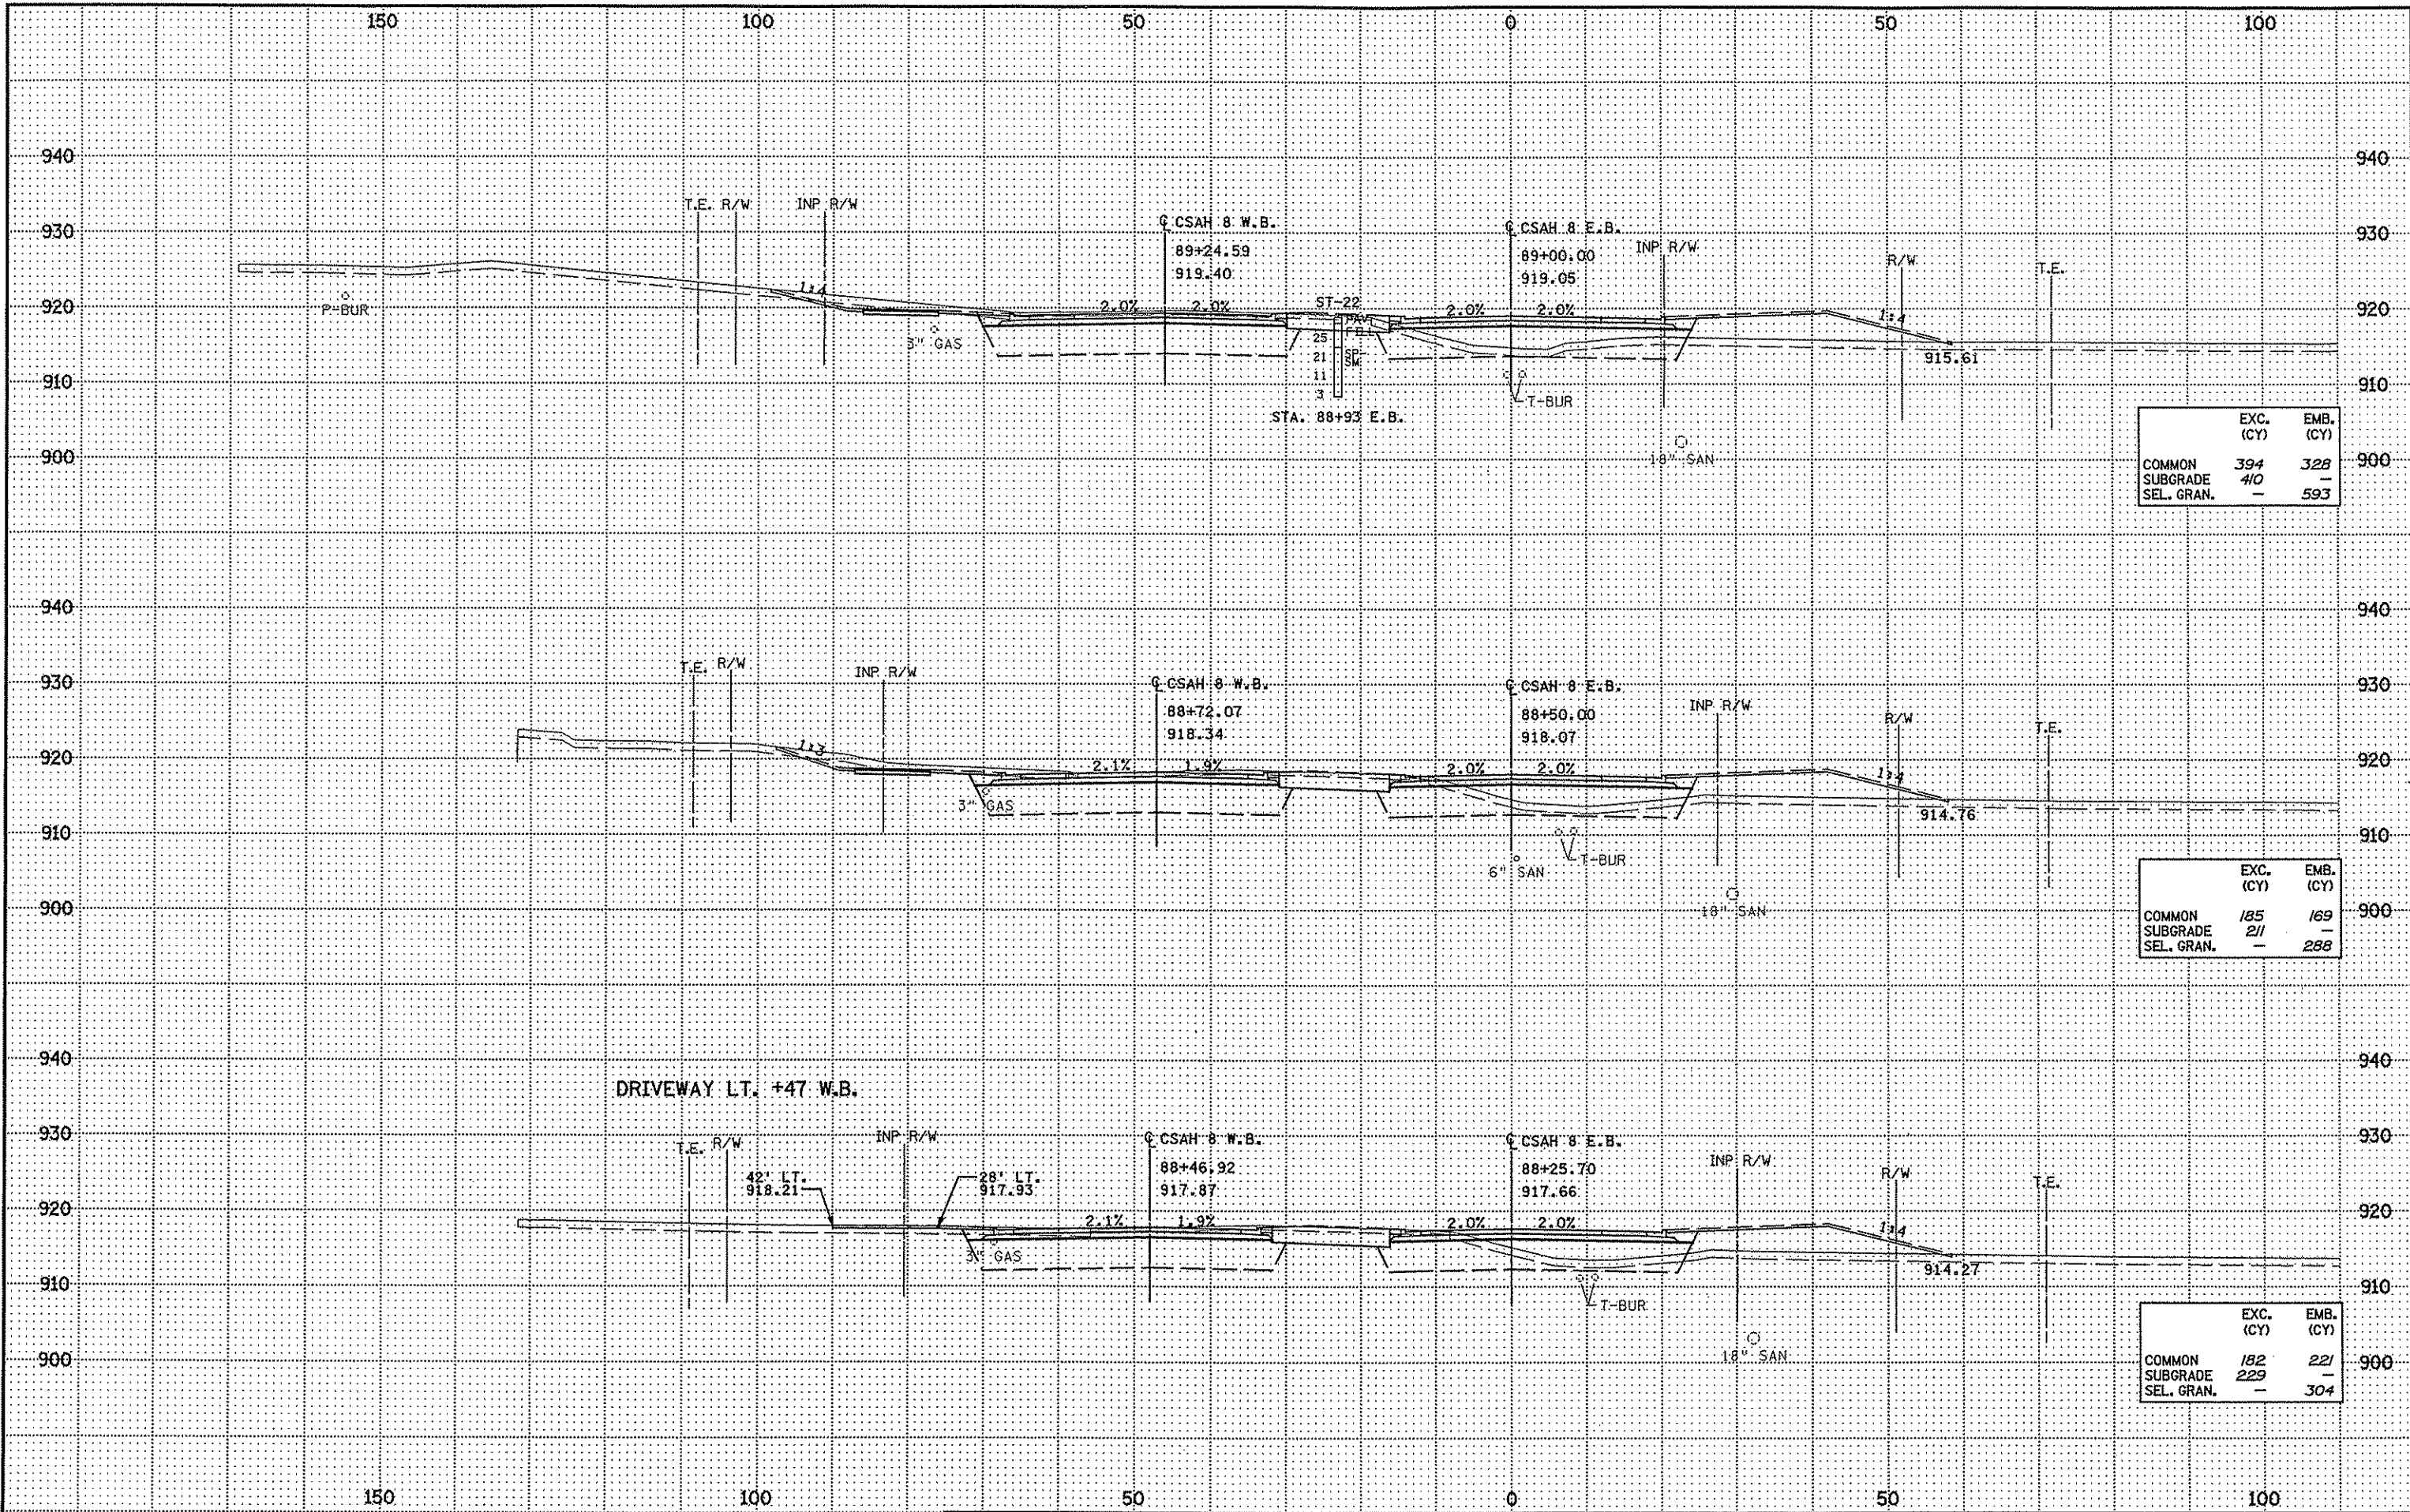 150 100 50 0 50 100
940 940
T.E. R/W INP R/W
930 930
℄ CSAH 8 W.B.
89+24.59
919.40
℄ CSAH 8 E.B.
89+00.00
919.05
INP R/W
R/W
T.E.
P-BUR
1:4
920 920
3" GAS
2.0% 2.0%
ST-22
FILL
25
SP-
21 SM
11
3
STA. 88+93 E.B.
2.0% 2.0%
1:4
915.61
910 910
T-BUR
18" SAN
900 900
EXC. EMB.
(CY) (CY)
COMMON 394 328
SUBGRADE 410 —
SEL. GRAN. — 593
940 940
T.E. R/W
INP R/W
930 930
℄ CSAH 8 W.B.
88+72.07
918.34
℄ CSAH 8 E.B.
88+50.00
918.07
INP R/W
R/W
T.E.
1:3
920 920
2.1% 1.9%
2.0% 2.0%
1:4
3" GAS
914.76
910 910
T-BUR
6" SAN
18" SAN
900 900
EXC. EMB.
(CY) (CY)
COMMON 185 169
SUBGRADE 211 —
SEL. GRAN. — 288
940 940
DRIVEWAY LT. +47 W.B.
930 930
T.E. R/W
INP R/W
℄ CSAH 8 W.B.
88+46.92
917.87
℄ CSAH 8 E.B.
88+25.70
917.66
INP R/W
R/W
T.E.
42' LT.
918.21
28' LT.
917.93
920 920
2.1% 1.9%
2.0% 2.0%
1:4
3" GAS
914.27
910 910
T-BUR
18" SAN
900 900
EXC. EMB.
(CY) (CY)
COMMON 182 221
SUBGRADE 229 —
SEL. GRAN. — 304
150 100 50 0 50 100